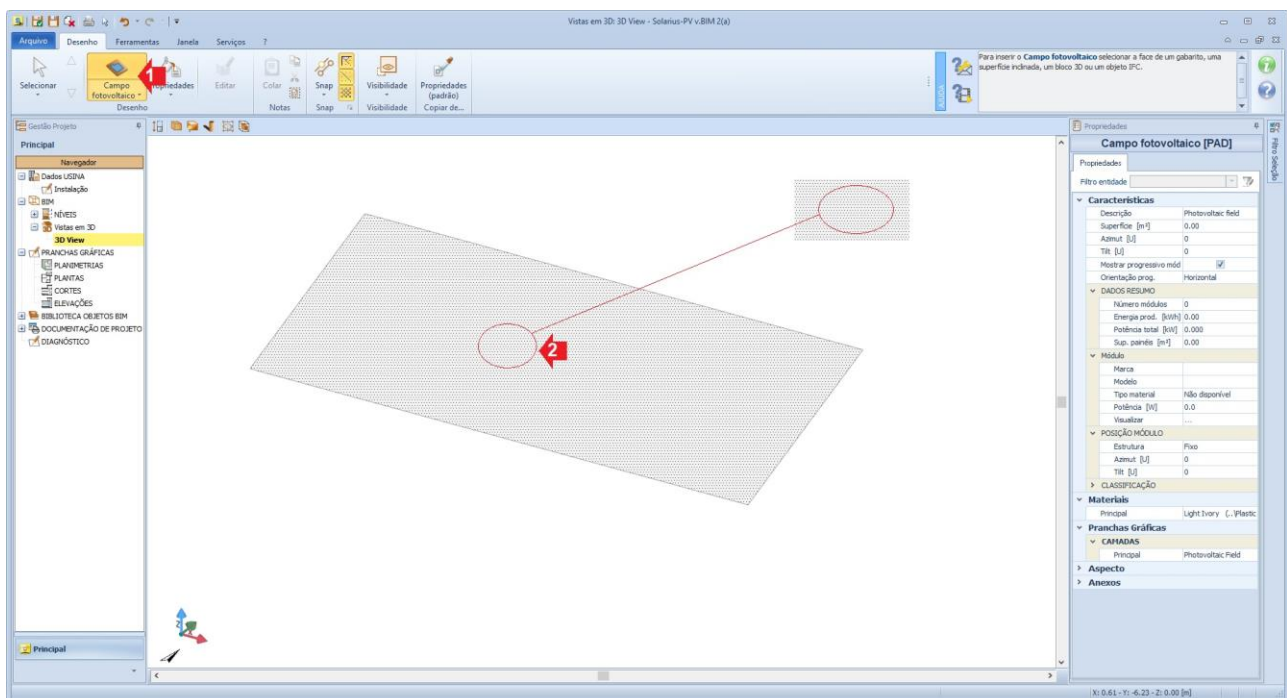 Vistas em 3D: 3D View - Solarius-PV v.BIM 2(a)
Arquivo Desenho Ferramentas Janela Serviços ?
Selecionar
Campo fotovoltaico
1
Propriedades
Editar
Desenho
Colar
Notas
Snap
Snap
Visibilidade
Visibilidade
Propriedades (padrão)
Copiar de...
AJUDA
Para inserir o Campo fotovoltaico selecionar a face de um gabarito, uma
superfície inclinada, um bloco 3D ou um objeto IFC.
Gestão Projeto
Principal
Navegador
Dados USINA
Instalação
BIM
NÍVEIS
Vistas em 3D
3D View
PRANCHAS GRÁFICAS
PLANIMETRIAS
PLANTAS
CORTES
ELEVAÇÕES
BIBLIOTECA OBJETOS BIM
DOCUMENTAÇÃO DE PROJETO
DIAGNÓSTICO
Principal
2
Z
Propriedades
Campo fotovoltaico [PAD]
Propriedades
Filtro entidade
Características
Descrição Photovoltaic field
Superfície [m²] 0.00
Azimut [U] 0
Tilt [U] 0
Mostrar progressivo mód
Orientação prog. Horizontal
DADOS RESUMO
Número módulos 0
Energia prod. [kWh] 0.00
Potência total [kW] 0.000
Sup. painéis [m²] 0.00
Módulo
Marca
Modelo
Tipo material Não disponível
Potência [W] 0.0
Visualizar ...
POSIÇÃO MÓDULO
Estrutura Fixo
Azimut [U] 0
Tilt [U] 0
CLASSIFICAÇÃO
Materiais
Principal Light Ivory (...\Plastic
Pranchas Gráficas
CAMADAS
Principal Photovoltaic Field
Aspecto
Anexos
Filtro Seleção
X: 0.61 - Y: -6.23 - Z: 0.00 [m]